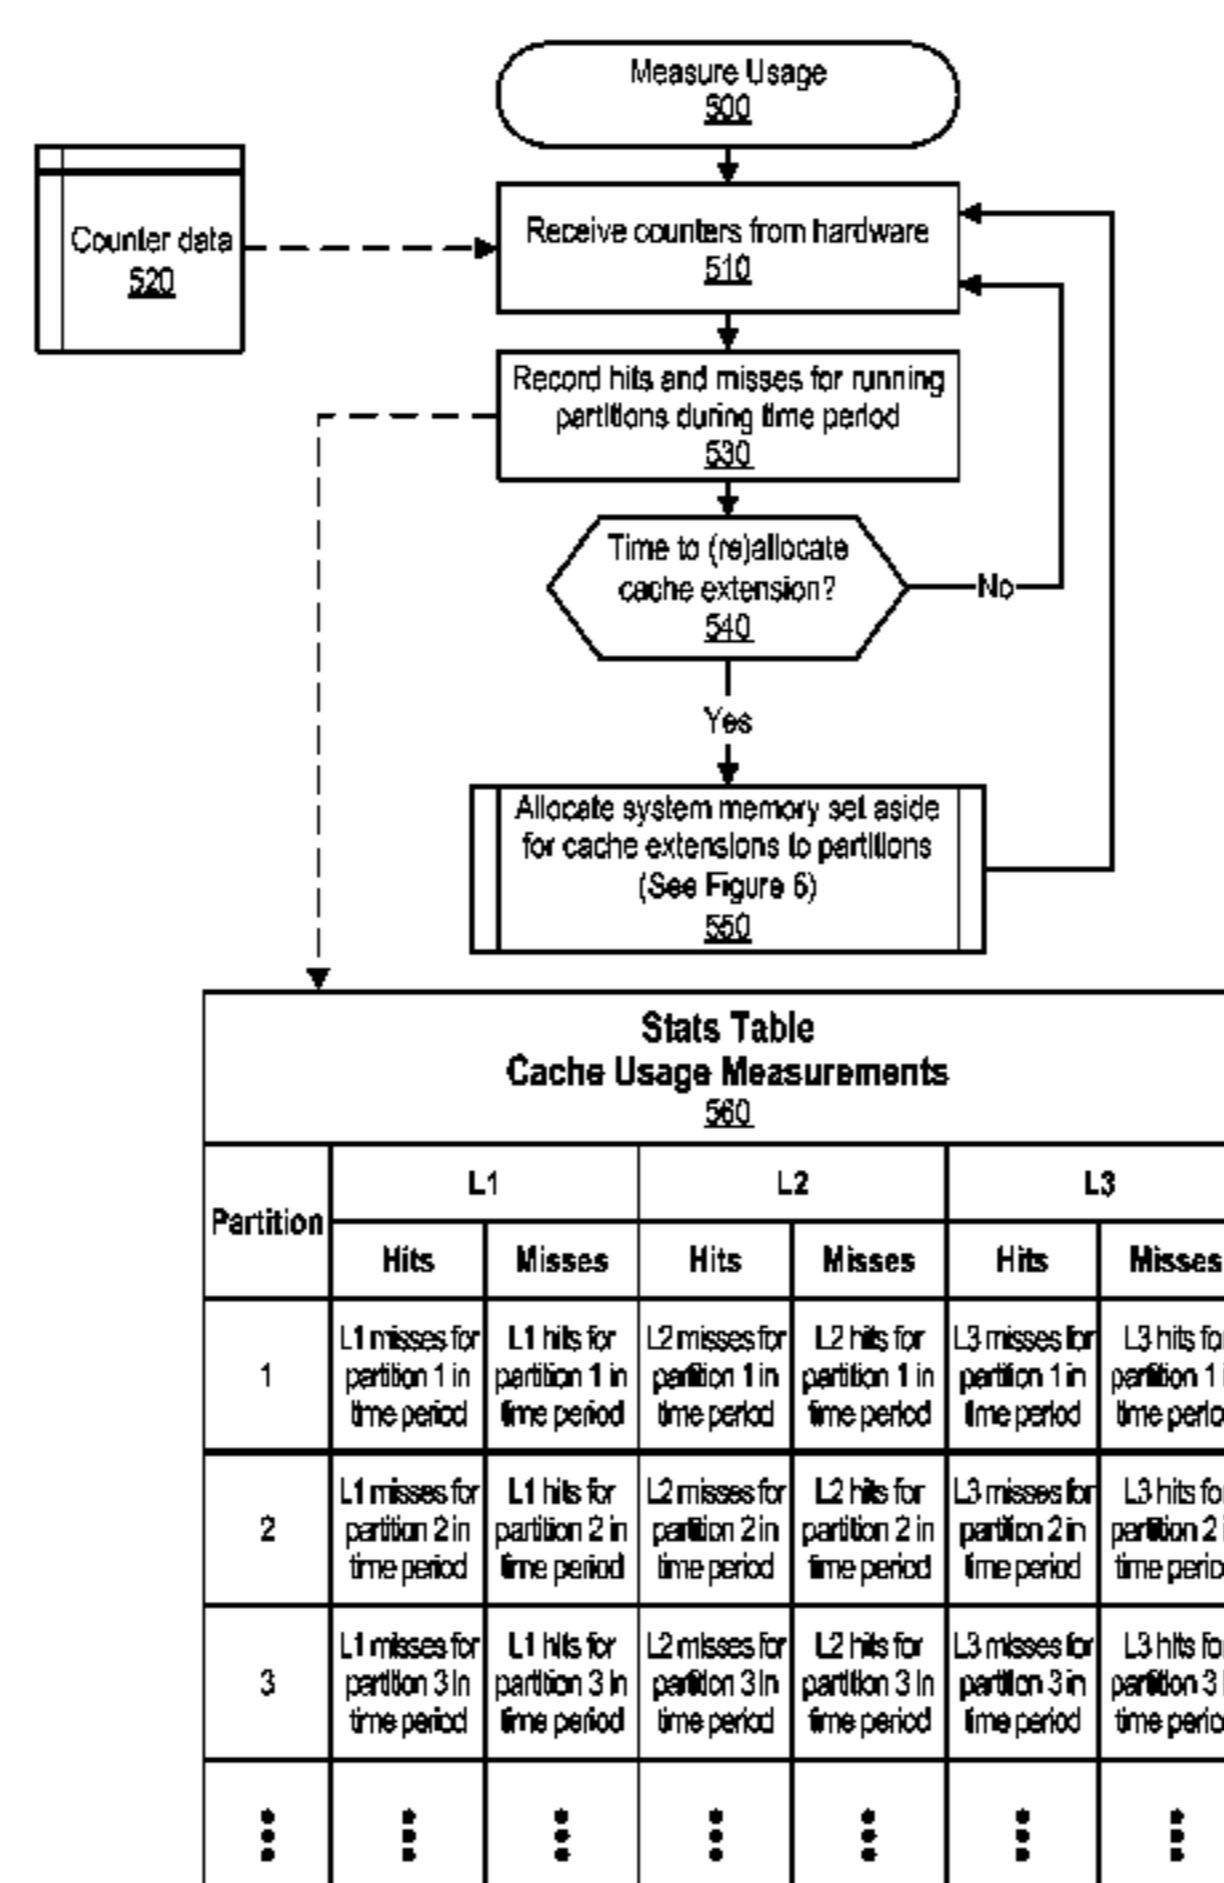 Measure Usage
500
Counter data
520
Receive counters from hardware
510
Record hits and misses for running
partitions during time period
530
Time to (re)allocate
cache extension?
540
No
Yes
Allocate system memory set aside
for cache extensions to partitions
(See Figure 6)
550
Stats Table
Cache Usage Measurements
560
Partition
L1
L2
L3
Hits
Misses
Hits
Misses
Hits
Misses
1
L1 misses for
partition 1 in
time period
L1 hits for
partition 1 in
time period
L2 misses for
partition 1 in
time period
L2 hits for
partition 1 in
time period
L3 misses for
partition 1 in
time period
L3 hits
partition 1
time
2
L1 misses for
partition 2 in
time period
L1 hits for
partition 2 in
time period
L2 misses for
partition 2 in
time period
L2 hits for
partition 2 in
time period
L3 misses for
partition 2 in
time period
L3 hits
partition 2
time
3
L1 misses for
partition 3 in
time period
L1 hits for
partition 3 in
time period
L2 misses for
partition 3 in
time period
L2 hits for
partition 3 in
time period
L3 misses for
partition 3 in
time period
L3 hits
partition 3
time